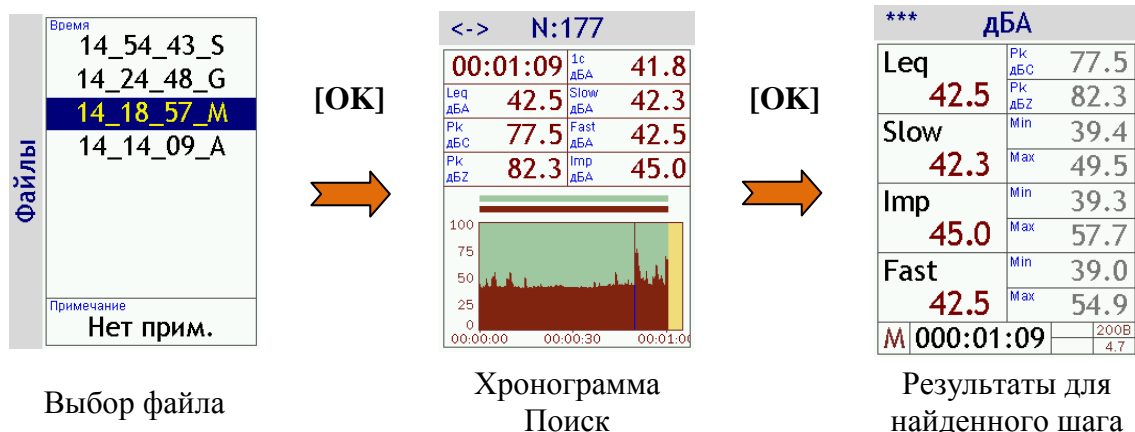 Файлы
Время
14_54_43_S
14_24_48_G
14_18_57_M
14_14_09_A
Примечание
Нет прим.
Выбор файла
[OK]
<-> N:177
00:01:09 1с дБА 41.8
Leq дБА 42.5 Slow дБА 42.3
Pk дБС 77.5 Fast дБА 42.5
Pk дБZ 82.3 Imp дБА 45.0
100
75
50
25
0
00:00:00 00:00:30 00:01:00
Хронограмма
Поиск
[OK]
*** дБА
Leq 42.5 Pk дБС 77.5
Pk дБZ 82.3
Slow 42.3 Min 39.4
Max 49.5
Imp 45.0 Min 39.3
Max 57.7
Fast 42.5 Min 39.0
Max 54.9
M 000:01:09 200В
4.7
Результаты для
найденного шага